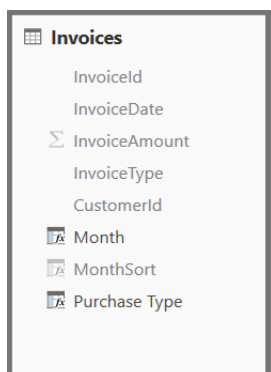 Invoices
InvoiceId
InvoiceDate
InvoiceAmount
InvoiceType
CustomerId
Month
MonthSort
Purchase Type